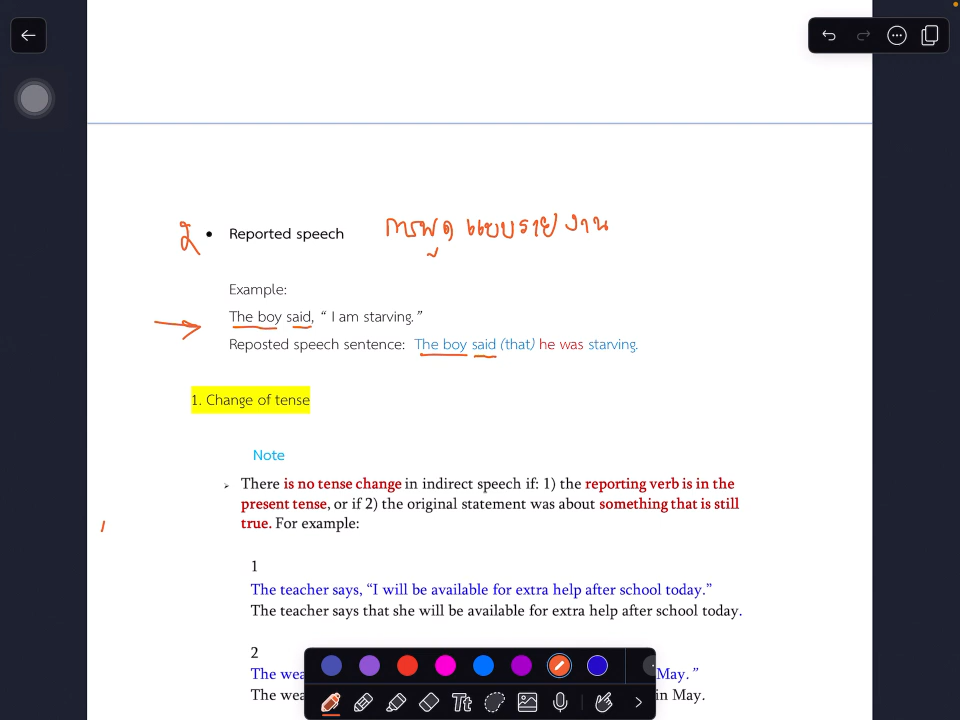 2 • Reported speech การพูดแบบรายงาน
Example:
The boy said, “ I am starving.”
Reposted speech sentence: The boy said (that) he was starving.
1. Change of tense
Note
➢ There is no tense change in indirect speech if: 1) the reporting verb is in the
present tense, or if 2) the original statement was about something that is still
true. For example:
1
The teacher says, “I will be available for extra help after school today.”
The teacher says that she will be available for extra help after school today.
2
The wea May.”
The wea in May.
Tt